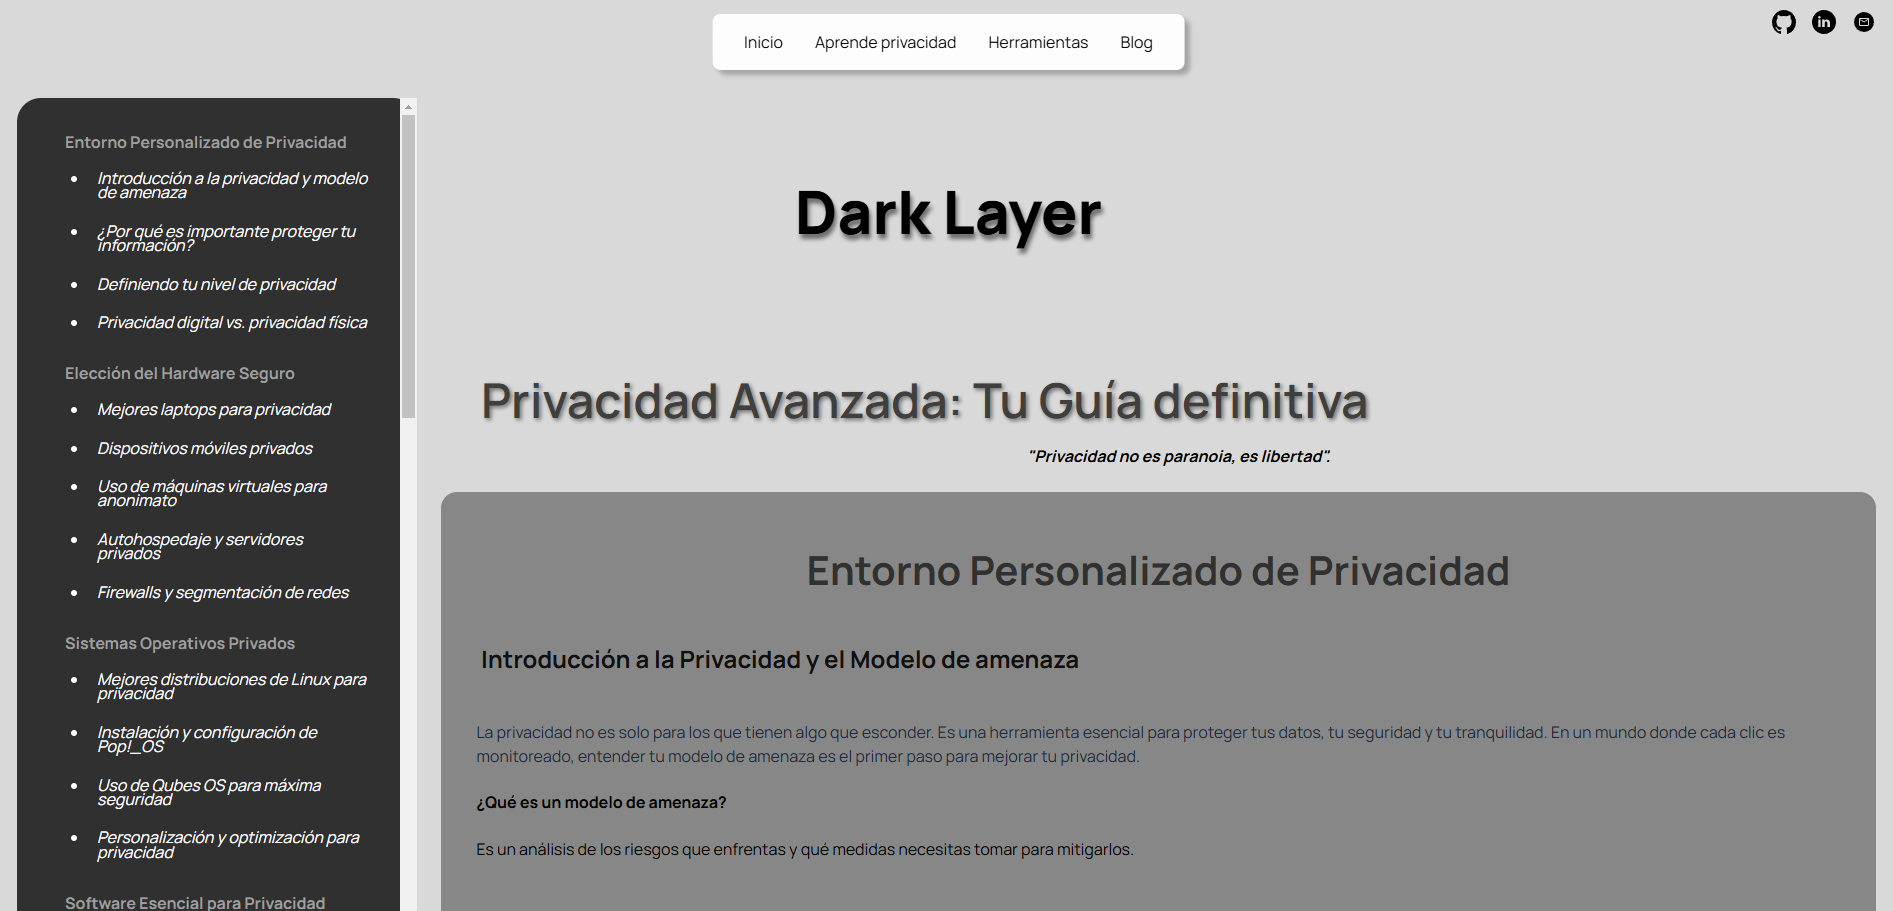 Inicio Aprende privacidad Herramientas Blog
in
Entorno Personalizado de Privacidad
Introducción a la privacidad y modelo
de amenaza
¿Por qué es importante proteger tu
información?
Definiendo tu nivel de privacidad
Privacidad digital vs. privacidad física
Elección del Hardware Seguro
Mejores laptops para privacidad
Dispositivos móviles privados
Uso de máquinas virtuales para
anonimato
Autohospedaje y servidores
privados
Firewalls y segmentación de redes
Sistemas Operativos Privados
Mejores distribuciones de Linux para
privacidad
Instalación y configuración de
Pop!_OS
Uso de Qubes OS para máxima
seguridad
Personalización y optimización para
privacidad
Software Esencial para Privacidad
Dark Layer
Privacidad Avanzada: Tu Guía definitiva
"Privacidad no es paranoia, es libertad".
Entorno Personalizado de Privacidad
Introducción a la Privacidad y el Modelo de amenaza
La privacidad no es solo para los que tienen algo que esconder. Es una herramienta esencial para proteger tus datos, tu seguridad y tu tranquilidad. En un mundo donde cada clic es
monitoreado, entender tu modelo de amenaza es el primer paso para mejorar tu privacidad.
¿Qué es un modelo de amenaza?
Es un análisis de los riesgos que enfrentas y qué medidas necesitas tomar para mitigarlos.